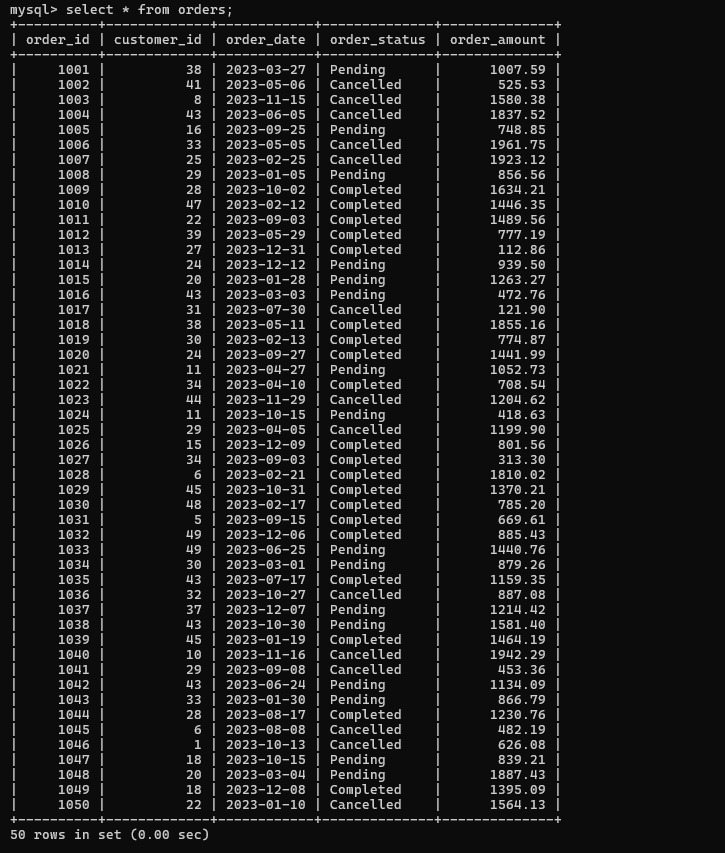 mysql> select * from orders;
+----------+-------------+------------+--------------+--------------+
| order_id | customer_id | order_date | order_status | order_amount |
+----------+-------------+------------+--------------+--------------+
|     1001 |          38 | 2023-03-27 | Pending      |      1007.59 |
|     1002 |          41 | 2023-05-06 | Cancelled    |       525.53 |
|     1003 |           8 | 2023-11-15 | Cancelled    |      1580.38 |
|     1004 |          43 | 2023-06-05 | Cancelled    |      1837.52 |
|     1005 |          16 | 2023-09-25 | Pending      |       748.85 |
|     1006 |          33 | 2023-05-05 | Cancelled    |      1961.75 |
|     1007 |          25 | 2023-02-25 | Cancelled    |      1923.12 |
|     1008 |          29 | 2023-01-05 | Pending      |       856.56 |
|     1009 |          28 | 2023-10-02 | Completed    |      1634.21 |
|     1010 |          47 | 2023-02-12 | Completed    |      1446.35 |
|     1011 |          22 | 2023-09-03 | Completed    |      1489.56 |
|     1012 |          39 | 2023-05-29 | Completed    |       777.19 |
|     1013 |          27 | 2023-12-31 | Completed    |       112.86 |
|     1014 |          24 | 2023-12-12 | Pending      |       939.50 |
|     1015 |          20 | 2023-01-28 | Pending      |      1263.27 |
|     1016 |          43 | 2023-03-03 | Pending      |       472.76 |
|     1017 |          31 | 2023-07-30 | Cancelled    |       121.90 |
|     1018 |          38 | 2023-05-11 | Completed    |      1855.16 |
|     1019 |          30 | 2023-02-13 | Completed    |       774.87 |
|     1020 |          24 | 2023-09-27 | Completed    |      1441.99 |
|     1021 |          11 | 2023-04-27 | Pending      |      1052.73 |
|     1022 |          34 | 2023-04-10 | Completed    |       708.54 |
|     1023 |          44 | 2023-11-29 | Cancelled    |      1204.62 |
|     1024 |          11 | 2023-10-15 | Pending      |       418.63 |
|     1025 |          29 | 2023-04-05 | Cancelled    |      1199.90 |
|     1026 |          15 | 2023-12-09 | Completed    |       801.56 |
|     1027 |          34 | 2023-09-03 | Completed    |       313.30 |
|     1028 |           6 | 2023-02-21 | Completed    |      1810.02 |
|     1029 |          45 | 2023-10-31 | Completed    |      1370.21 |
|     1030 |          48 | 2023-02-17 | Completed    |       785.20 |
|     1031 |           5 | 2023-09-15 | Completed    |       669.61 |
|     1032 |          49 | 2023-12-06 | Completed    |       885.43 |
|     1033 |          49 | 2023-06-25 | Pending      |      1440.76 |
|     1034 |          30 | 2023-03-01 | Pending      |       879.26 |
|     1035 |          43 | 2023-07-17 | Completed    |      1159.35 |
|     1036 |          32 | 2023-10-27 | Cancelled    |       887.08 |
|     1037 |          37 | 2023-12-07 | Pending      |      1214.42 |
|     1038 |          43 | 2023-10-30 | Pending      |      1581.40 |
|     1039 |          45 | 2023-01-19 | Completed    |      1464.19 |
|     1040 |          10 | 2023-11-16 | Cancelled    |      1942.29 |
|     1041 |          29 | 2023-09-08 | Cancelled    |       453.36 |
|     1042 |          43 | 2023-06-24 | Pending      |      1134.09 |
|     1043 |          33 | 2023-01-30 | Pending      |       866.79 |
|     1044 |          28 | 2023-08-17 | Completed    |      1230.76 |
|     1045 |           6 | 2023-08-08 | Cancelled    |       482.19 |
|     1046 |           1 | 2023-10-13 | Cancelled    |       626.08 |
|     1047 |          18 | 2023-10-15 | Pending      |       839.21 |
|     1048 |          20 | 2023-03-04 | Pending      |      1887.43 |
|     1049 |          18 | 2023-12-08 | Completed    |      1395.09 |
|     1050 |          22 | 2023-01-10 | Cancelled    |      1564.13 |
+----------+-------------+------------+--------------+--------------+
50 rows in set (0.00 sec)